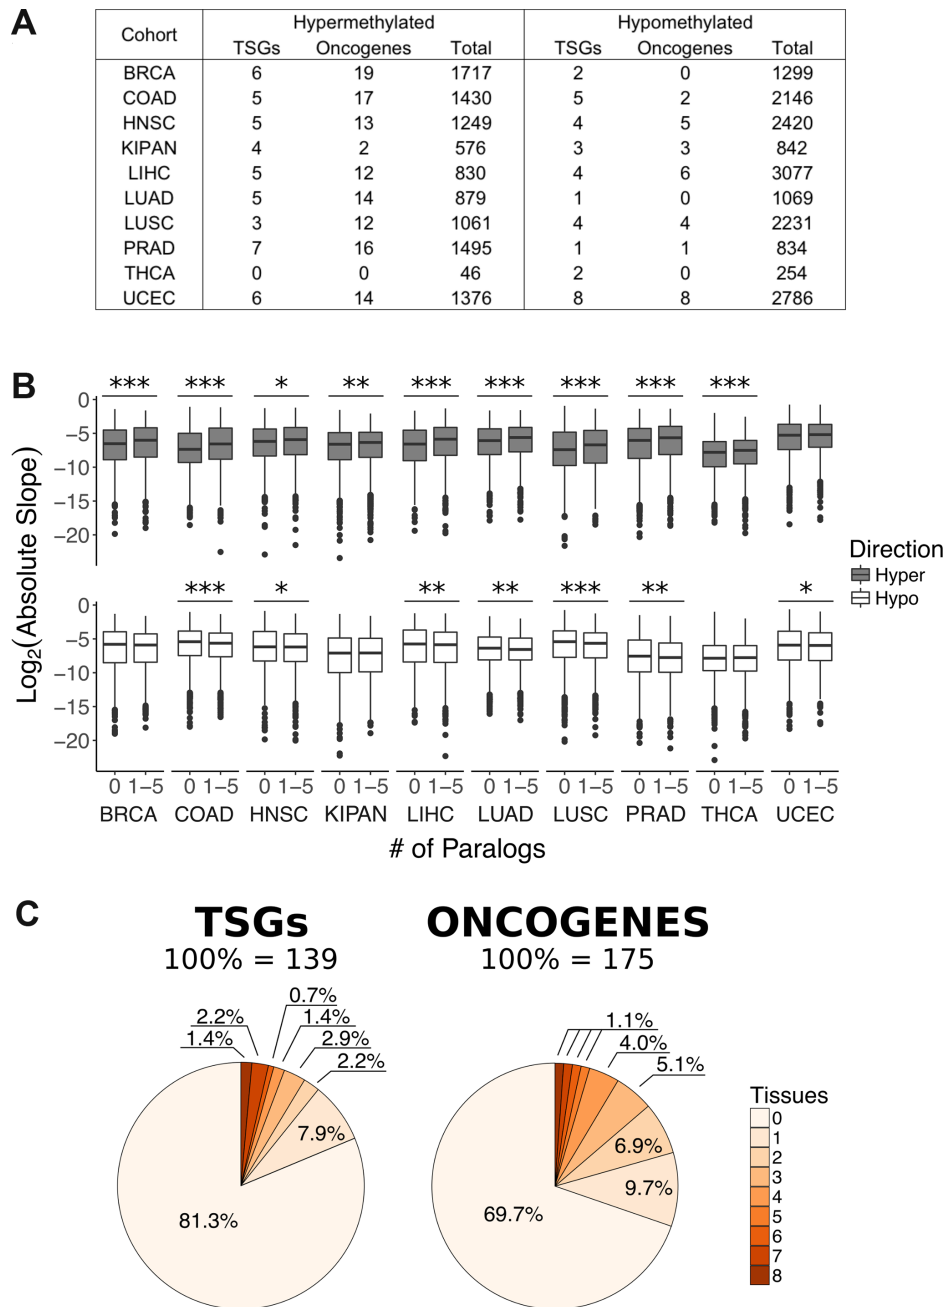 A
Cohort Hypermethylated Hypomethylated
TSGs Oncogenes Total TSGs Oncogenes Total
BRCA 6 19 1717 2 0 1299
COAD 5 17 1430 5 2 2146
HNSC 5 13 1249 4 5 2420
KIPAN 4 2 576 3 3 842
LIHC 5 12 830 4 6 3077
LUAD 5 14 879 1 0 1069
LUSC 3 12 1061 4 4 2231
PRAD 7 16 1495 1 1 834
THCA 0 0 46 2 0 254
UCEC 6 14 1376 8 8 2786
B
*** *** * ** *** *** *** *** ***
0
−5
−10
−15
−20
*** * ** ** *** ** *
0
−5
−10
−15
−20
Log2(Absolute Slope)
Direction
Hyper
Hypo
0 1−5 0 1−5 0 1−5 0 1−5 0 1−5 0 1−5 0 1−5 0 1−5 0 1−5 0 1−5
BRCA COAD HNSC KIPAN LIHC LUAD LUSC PRAD THCA UCEC
# of Paralogs
C
TSGs
100% = 139
1.4%
2.2%
0.7%
1.4%
2.9%
2.2%
7.9%
81.3%
ONCOGENES
100% = 175
1.1%
4.0%
5.1%
6.9%
9.7%
69.7%
Tissues
0
1
2
3
4
5
6
7
8